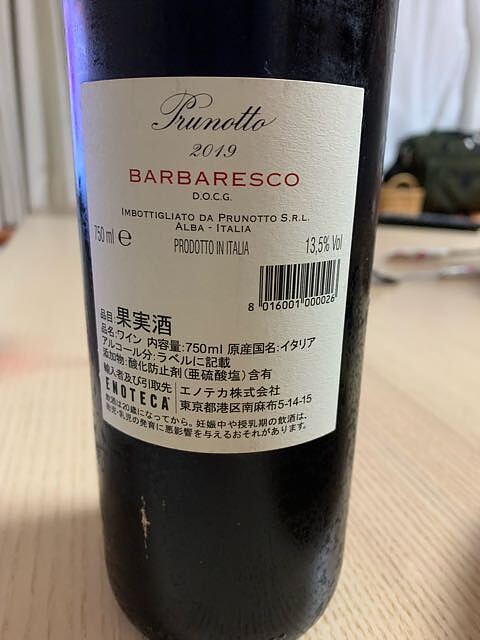 Prunotto
2019
BARBARESCO
D.O.C.G.
IMBOTTIGLIATO DA PRUNOTTO S.R.L.
ALBA - ITALIA
750 ml e PRODOTTO IN ITALIA 13,5% Vol
8 016001 000026
品目:果実酒
品名:ワイン 内容量:750ml 原産国名:イタリア
アルコール分:ラベルに記載
添加物:酸化防止剤(亜硫酸塩)含有
輸入者及び引取先 エノテカ株式会社
ENOTECA 東京都港区南麻布5-14-15
飲酒は20歳になってから。妊娠中や授乳期の飲酒は、
胎児・乳児の発育に悪影響を与えるおそれがあります。